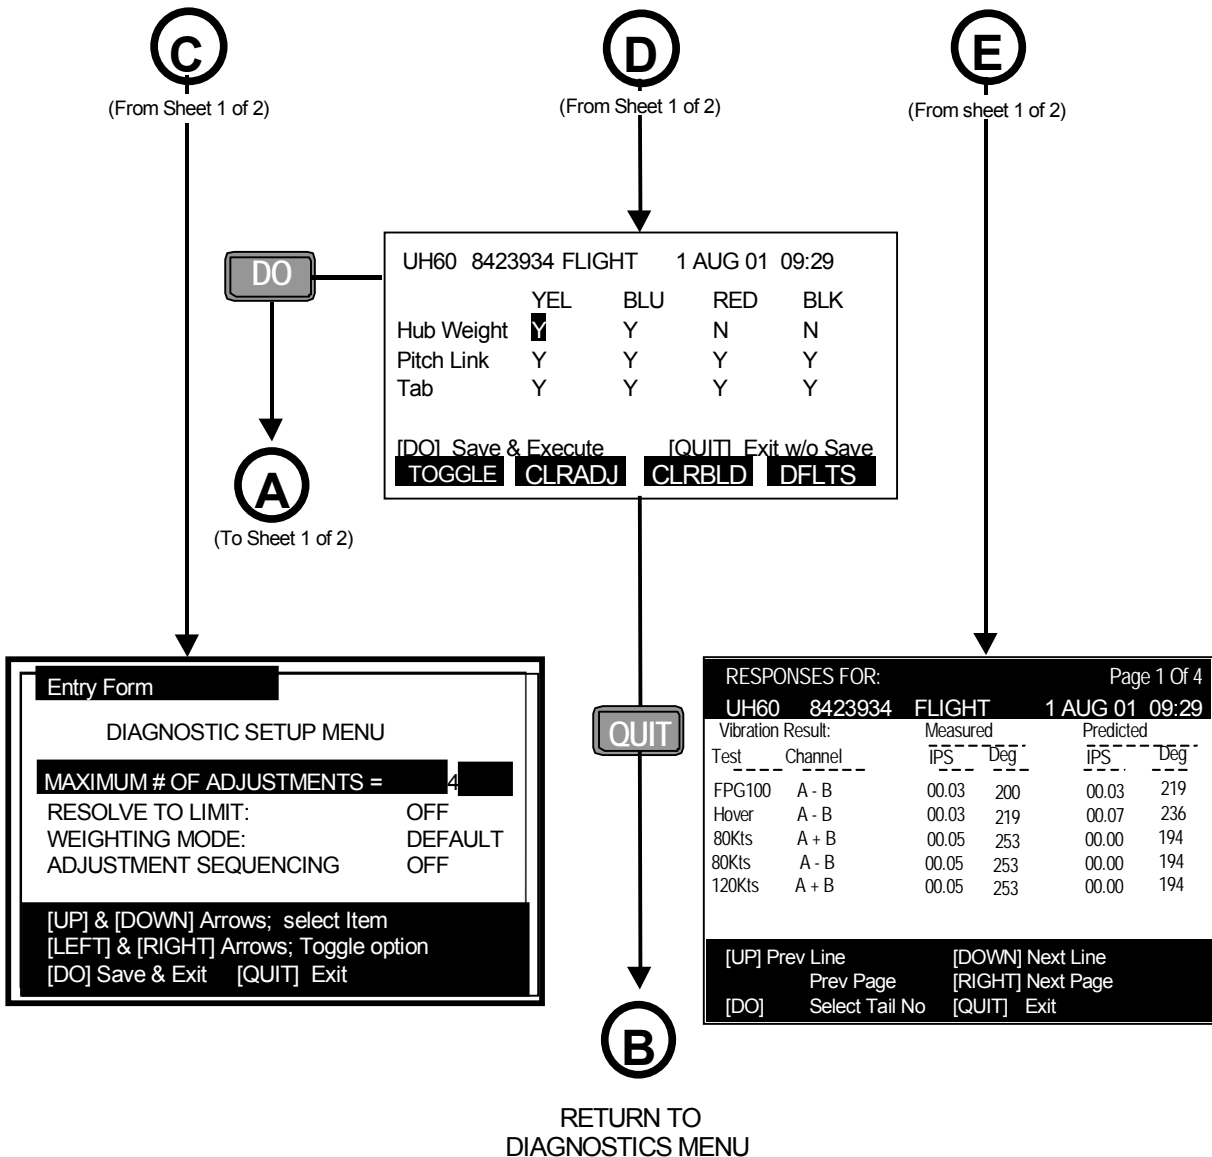 C
(From Sheet 1 of 2)
D
(From Sheet 1 of 2)
E
(From sheet 1 of 2)
DO
UH60 8423934 FLIGHT 1 AUG 01 09:29
YEL BLU RED BLK
Hub Weight Y Y N N
Pitch Link Y Y Y Y
Tab Y Y Y Y
[DO] Save & Execute [QUIT] Exit w/o Save
TOGGLE CLRADJ CLRBLD DFLTS
A
(To Sheet 1 of 2)
Entry Form
DIAGNOSTIC SETUP MENU
MAXIMUM # OF ADJUSTMENTS = 4
RESOLVE TO LIMIT: OFF
WEIGHTING MODE: DEFAULT
ADJUSTMENT SEQUENCING OFF
[UP] & [DOWN] Arrows; select Item
[LEFT] & [RIGHT] Arrows; Toggle option
[DO] Save & Exit [QUIT] Exit
QUIT
RESPONSES FOR: Page 1 Of 4
UH60 8423934 FLIGHT 1 AUG 01 09:29
Vibration Result: Measured Predicted
Test Channel IPS Deg IPS Deg
FPG100 A - B 00.03 200 00.03 219
Hover A - B 00.03 219 00.07 236
80Kts A + B 00.05 253 00.00 194
80Kts A - B 00.05 253 00.00 194
120Kts A + B 00.05 253 00.00 194
[UP] Prev Line [DOWN] Next Line
Prev Page [RIGHT] Next Page
[DO] Select Tail No [QUIT] Exit
B
RETURN TO
DIAGNOSTICS MENU